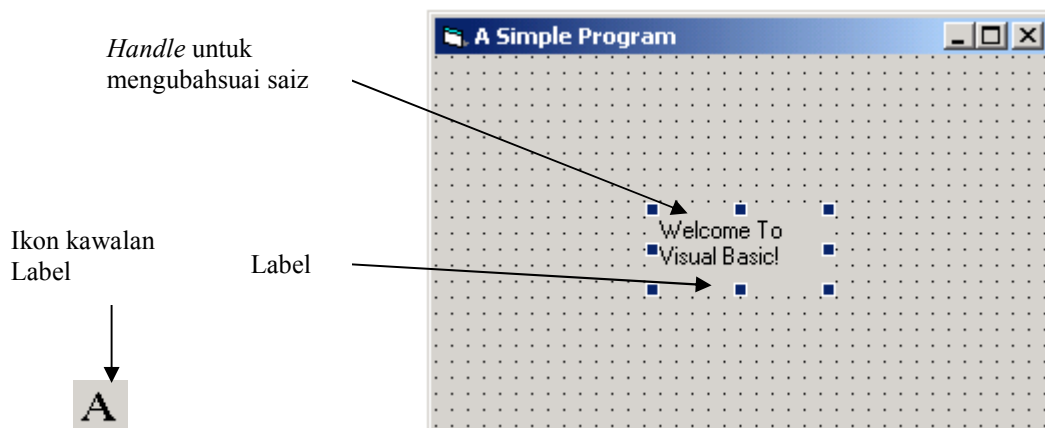 A Simple Program
Handle untuk
mengubahsuai saiz
Welcome To
Visual Basic!
Ikon kawalan
Label
Label
A